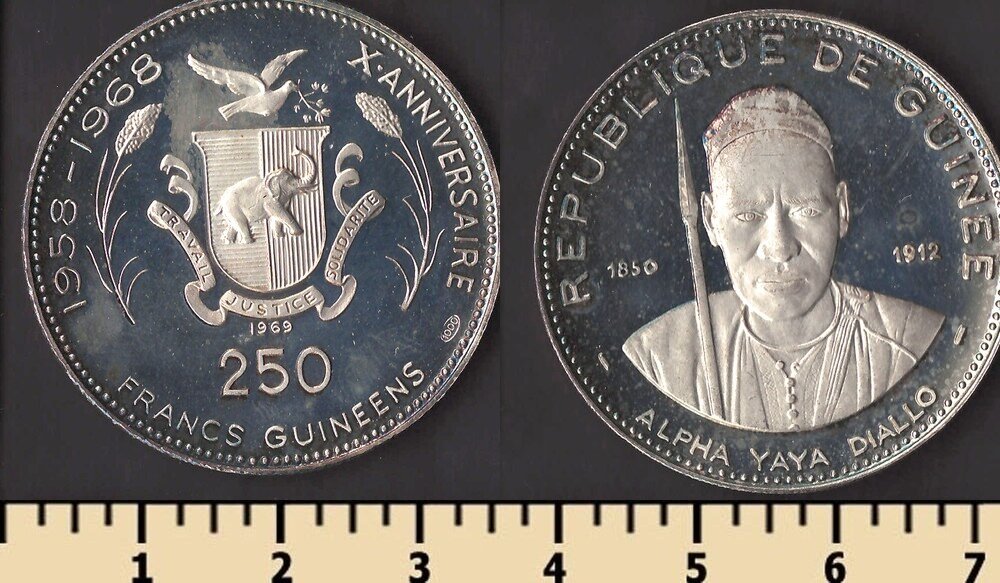 1958-1968
X·ANNIVERSAIRE
TRAVAIL
JUSTICE
SOLIDARITE
1969
1000
250
FRANCS GUINEENS
REPUBLIQUE DE GUINEE
1850
1912
ALPHA YAYA DIALLO
1 2 3 4 5 6 7